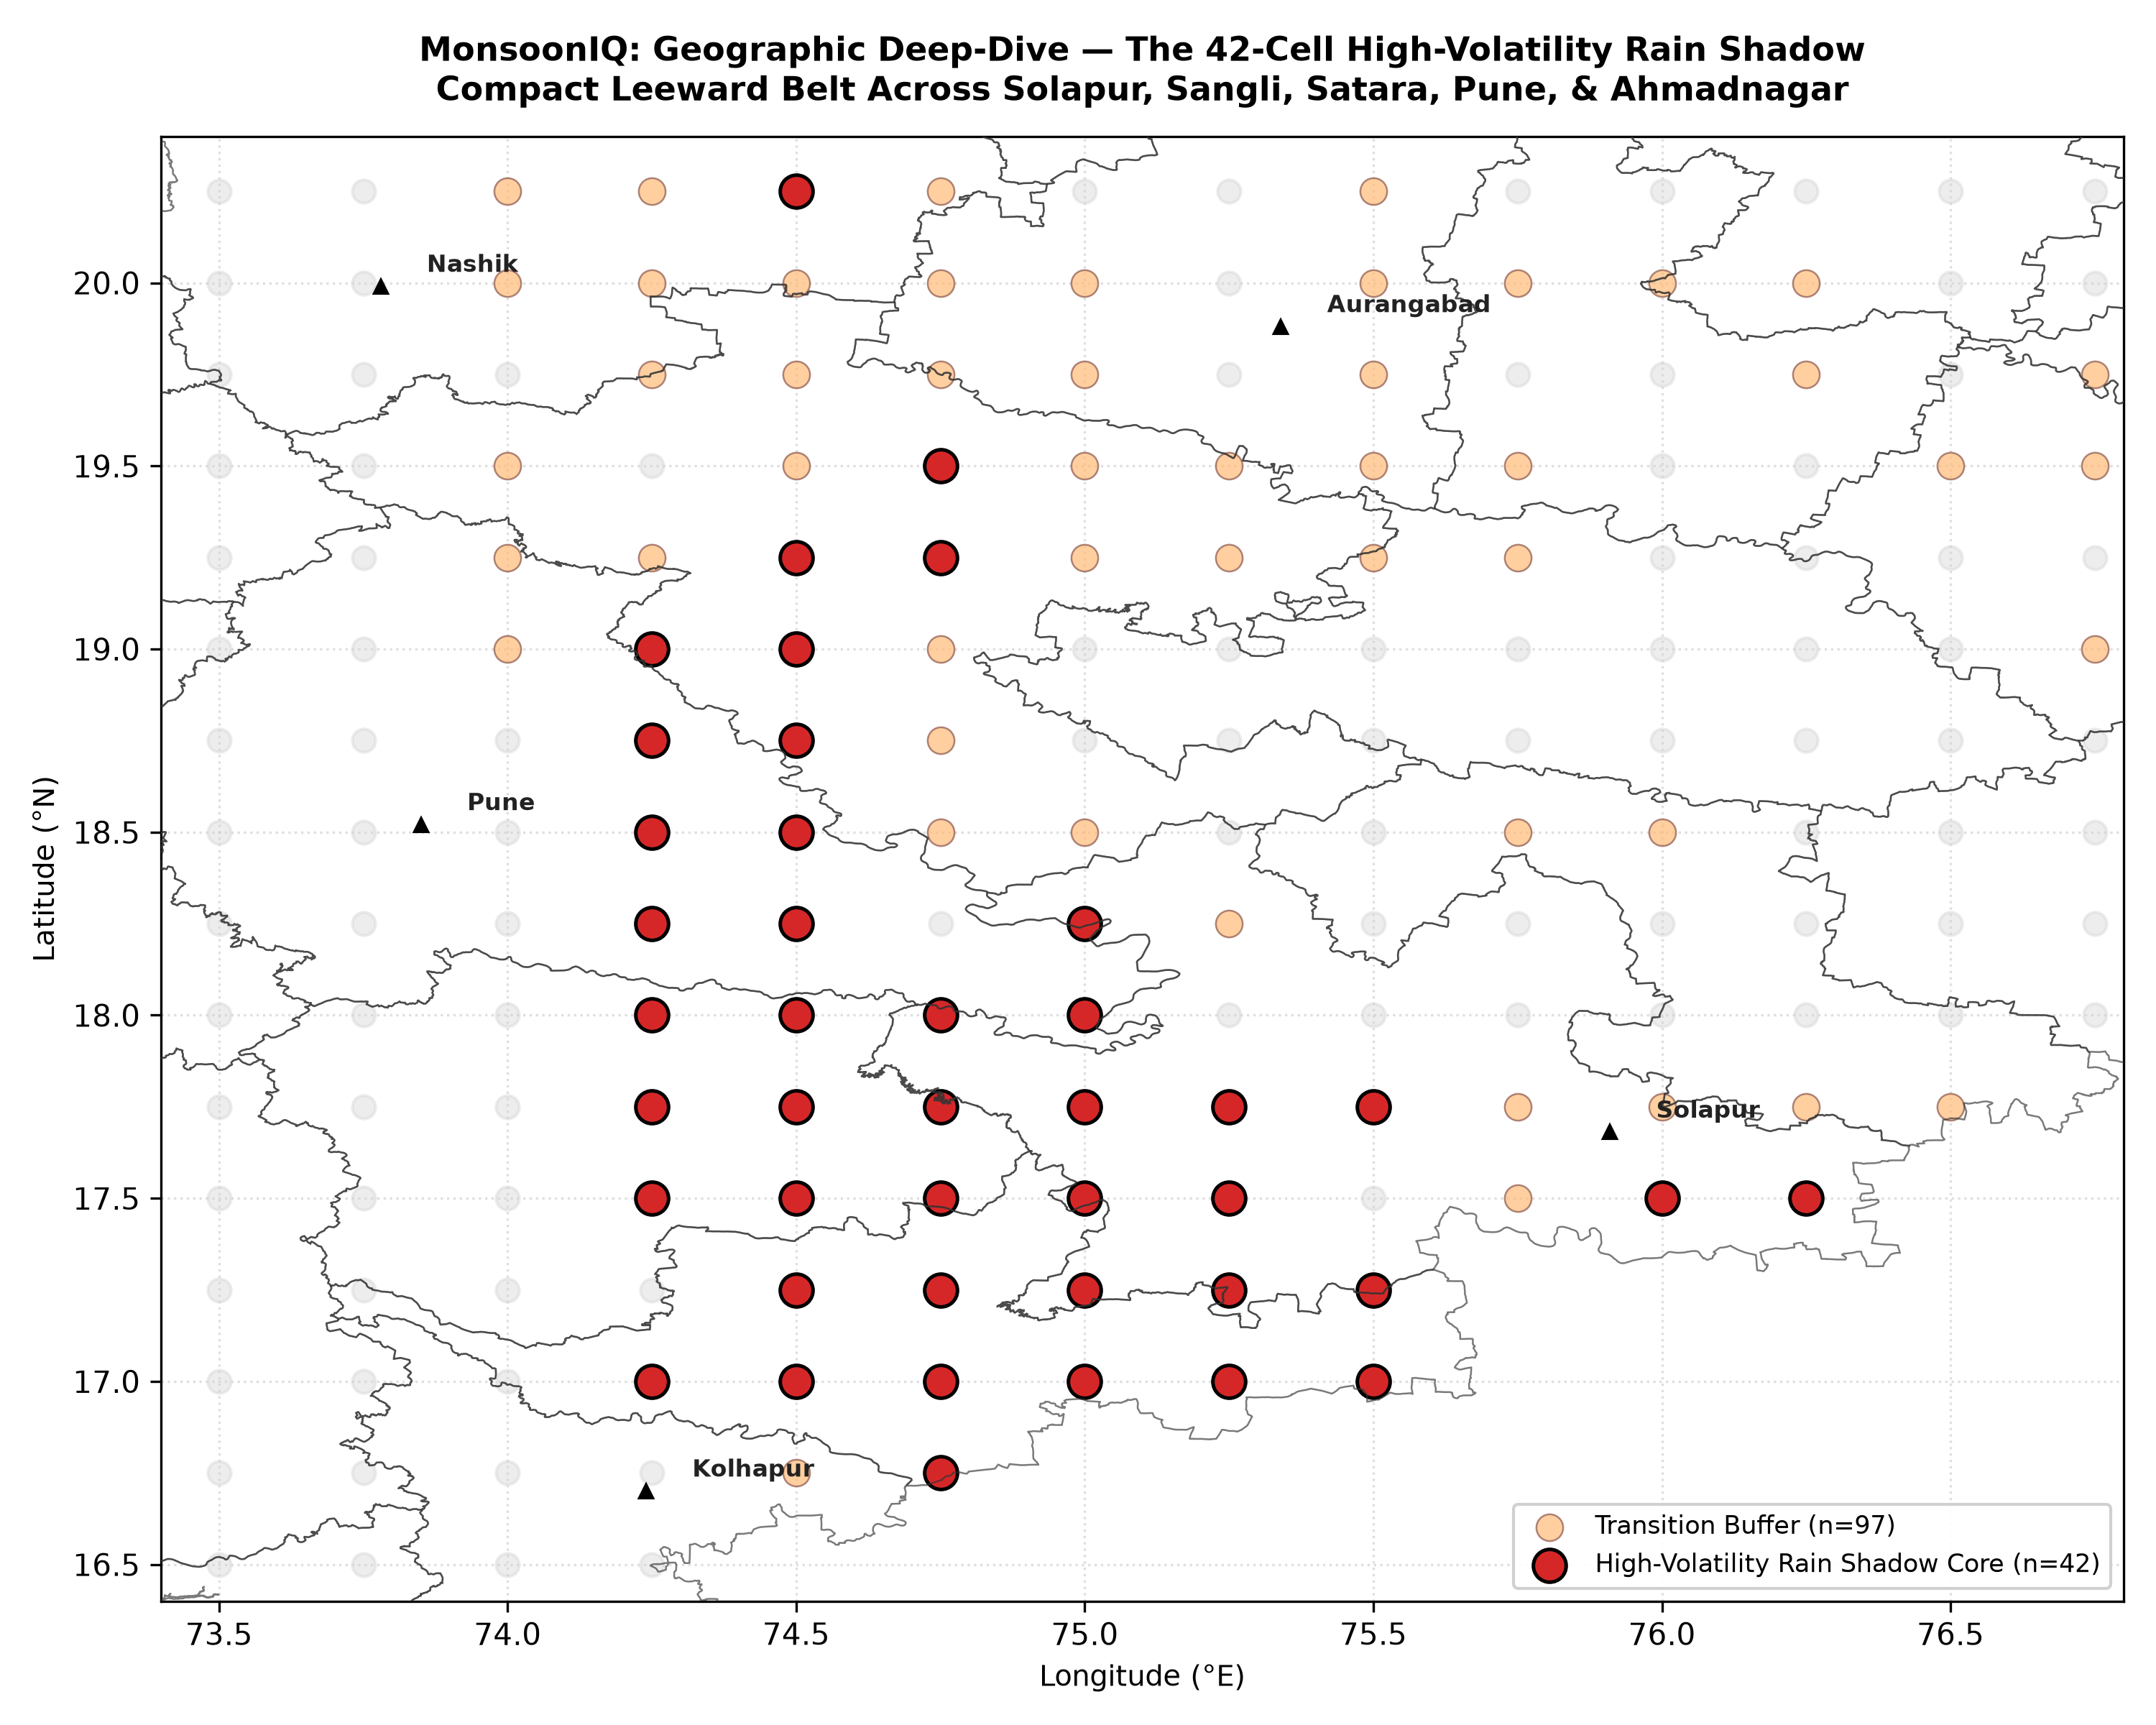 MonsoonIQ: Geographic Deep-Dive — The 42-Cell High-Volatility Rain Shadow
Compact Leeward Belt Across Solapur, Sangli, Satara, Pune, & Ahmadnagar
Latitude (°N)
20.0
19.5
19.0
18.5
18.0
17.5
17.0
16.5
Nashik
Aurangabad
Pune
Solapur
Kolhapur
Transition Buffer (n=97)
High-Volatility Rain Shadow Core (n=42)
73.5 74.0 74.5 75.0 75.5 76.0 76.5
Longitude (°E)